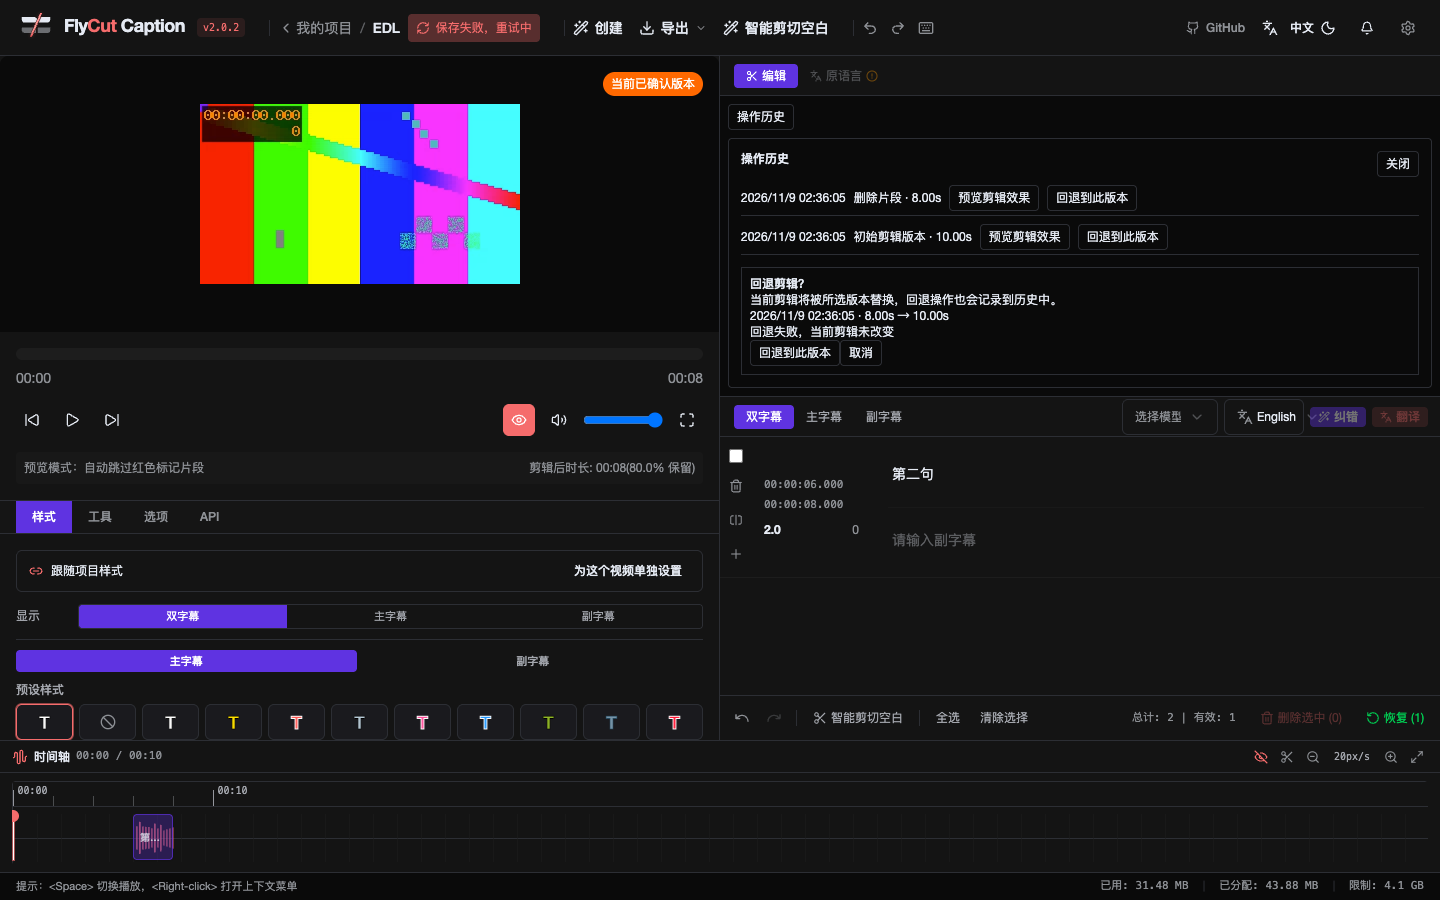 FlyCut Caption v2.0.2 我的项目 / EDL 保存失败，重试中 创建 导出 智能剪切空白 GitHub 中文
当前已确认版本
00:00:00.000
0
00:00 00:08
预览模式：自动跳过红色标记片段 剪辑后时长: 00:08(80.0% 保留)
样式 工具 选项 API
跟随项目样式 为这个视频单独设置
显示 双字幕 主字幕 副字幕
主字幕 副字幕
预设样式
T T T T T T T T T T
编辑 原语言
操作历史
操作历史
关闭
2026/11/9 02:36:05 删除片段 · 8.00s 预览剪辑效果 回退到此版本
2026/11/9 02:36:05 初始剪辑版本 · 10.00s 预览剪辑效果 回退到此版本
回退剪辑?
当前剪辑将被所选版本替换，回退操作也会记录到历史中。
2026/11/9 02:36:05 · 8.00s → 10.00s
回退失败，当前剪辑未改变
回退到此版本 取消
双字幕 主字幕 副字幕 选择模型 English 纠错 翻译
第二句
00:00:06.000
00:00:08.000
2.0 0
请输入副字幕
智能剪切空白 全选 清除选择 总计: 2 | 有效: 1 删除选中 (0) 恢复 (1)
时间轴 00:00 / 00:10 20px/s
00:00 00:10
第...
提示：<Space> 切换播放，<Right-click> 打开上下文菜单 已用: 31.48 MB 已分配: 43.88 MB 限制: 4.1 GB